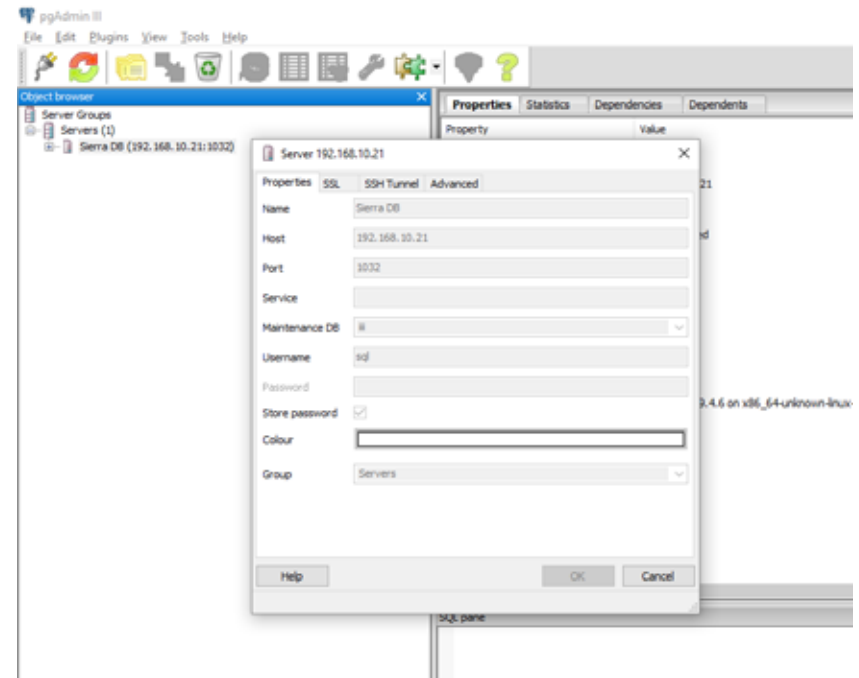 pgAdmin III
File Edit Plugins View Tools Help
Object browser
Server Groups
Servers (1)
Sierra DB (192.168.10.21:1032)
Properties Statistics Dependencies Dependents
Property Value
21
ed
9.4.6 on x86_64-unknown-linux-
Server 192.168.10.21
Properties SSL SSH Tunnel Advanced
Name Sierra DB
Host 192.168.10.21
Port 1032
Service
Maintenance DB iii
Username sql
Password
Store password
Colour
Group Servers
Help OK Cancel
SQL pane